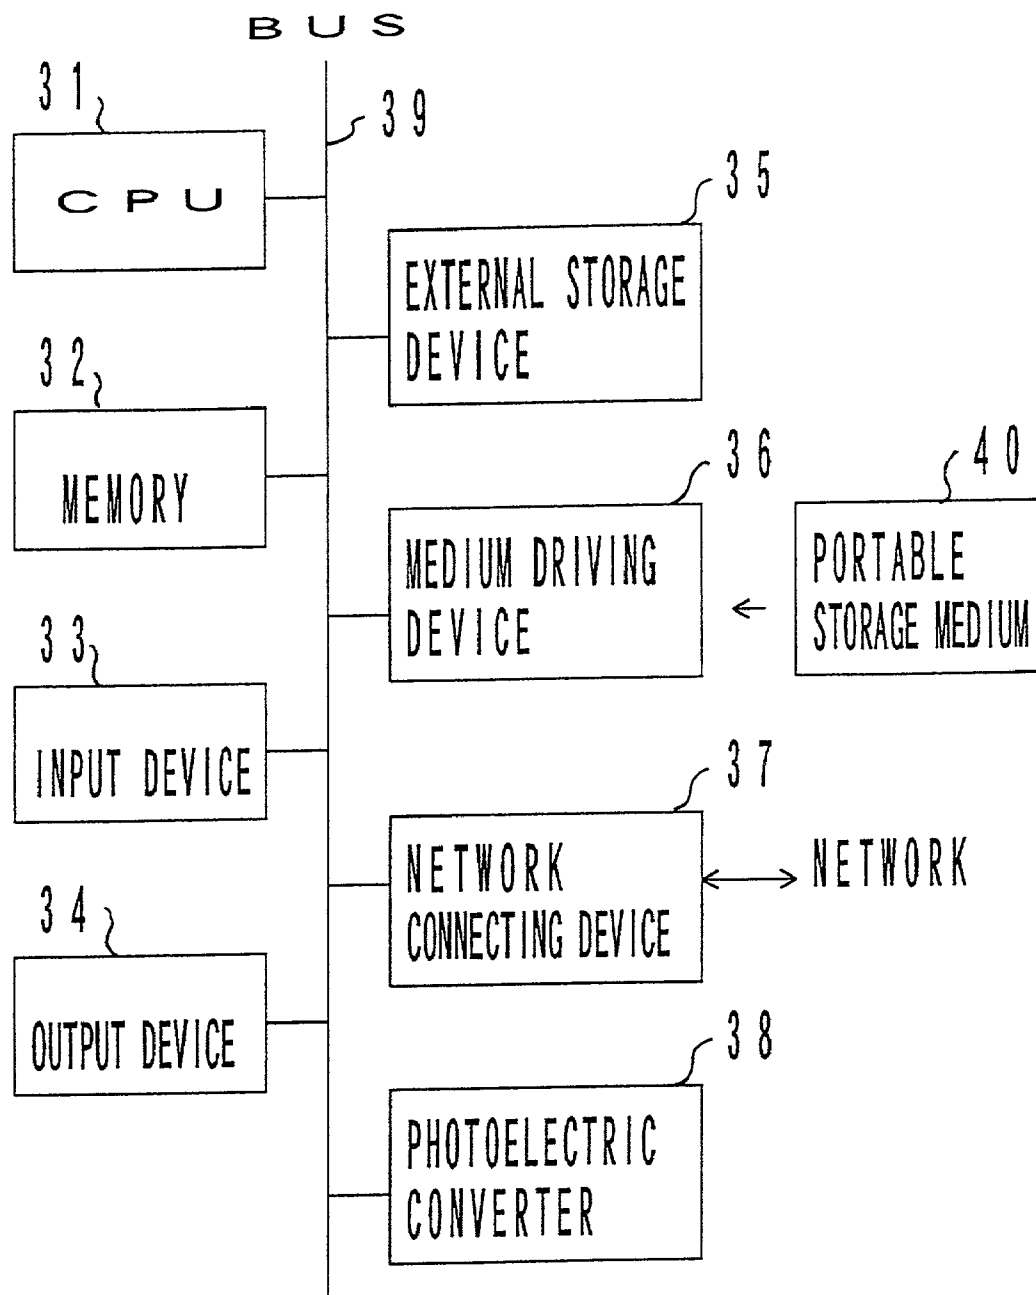 BUS
31
39
CPU
35
EXTERNAL STORAGE
DEVICE
32
MEMORY
36
40
MEDIUM DRIVING
DEVICE
PORTABLE
STORAGE MEDIUM
33
INPUT DEVICE
37
NETWORK
CONNECTING DEVICE
NETWORK
34
OUTPUT DEVICE
38
PHOTOELECTRIC
CONVERTER